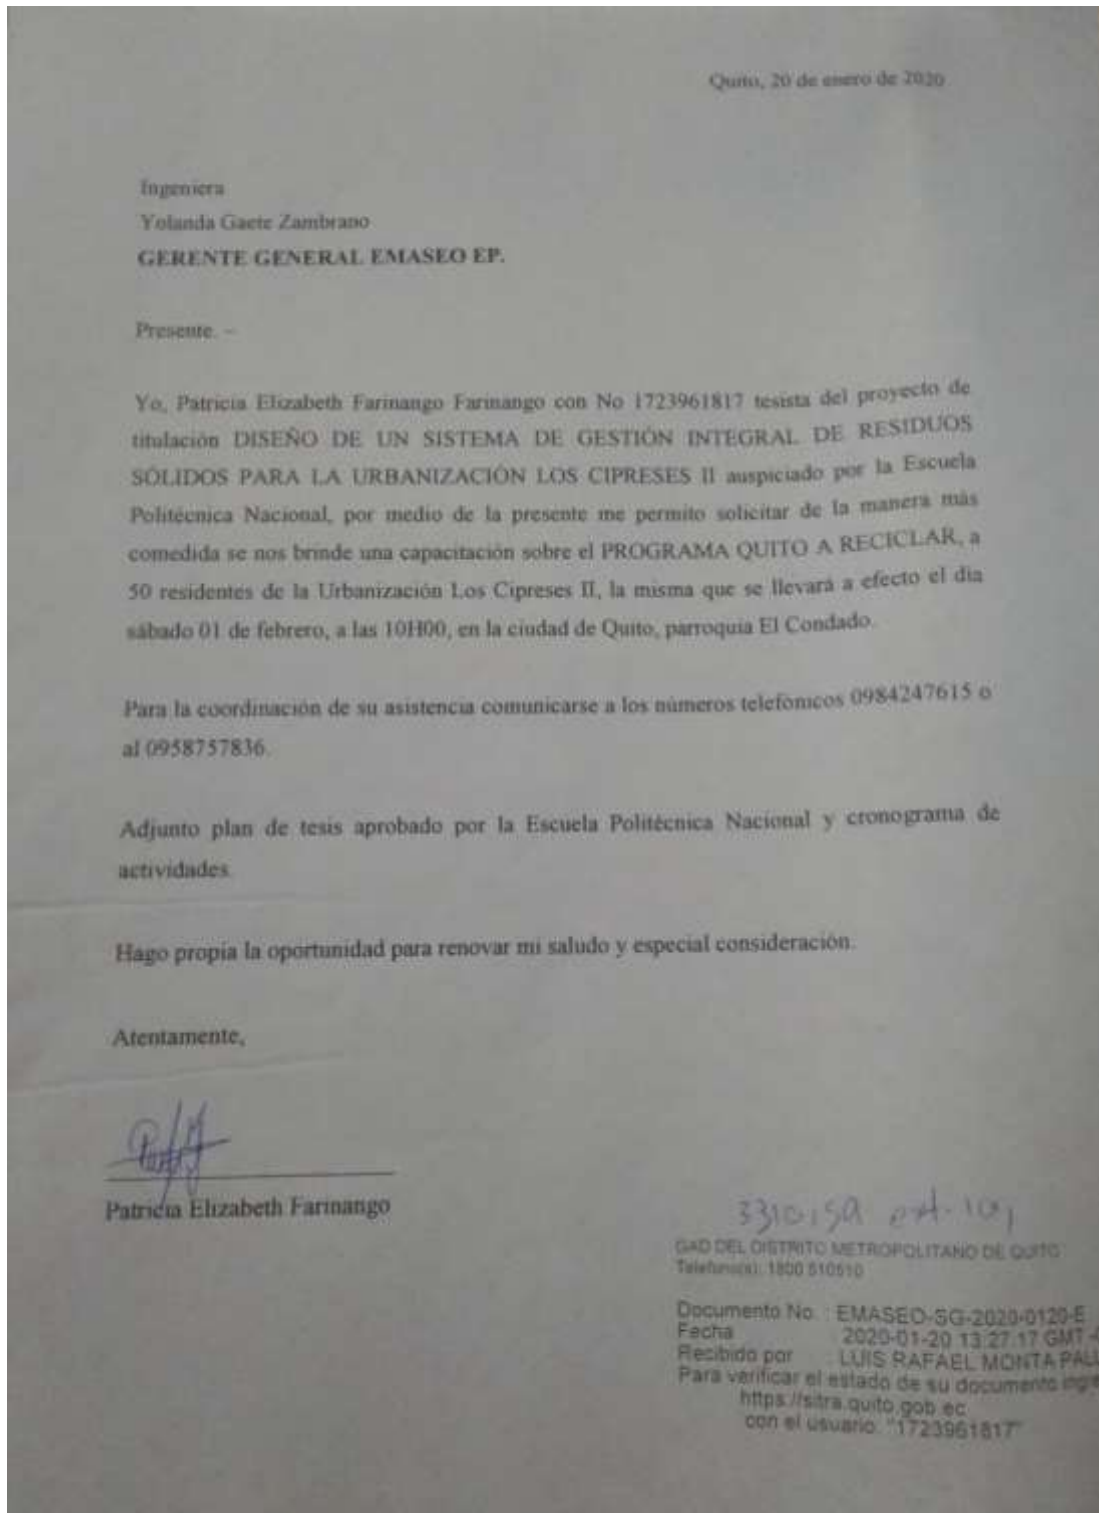 Quito, 20 de enero de 2020
Ingeniera
Yolanda Gaete Zambrano
GERENTE GENERAL EMASEO EP.
Presente. –
Yo, Patricia Elizabeth Farinango Farinango con No 1723961817 tesista del proyecto de
titulación DISEÑO DE UN SISTEMA DE GESTIÓN INTEGRAL DE RESIDUOS
SÓLIDOS PARA LA URBANIZACIÓN LOS CIPRESES II auspiciado por la Escuela
Politécnica Nacional, por medio de la presente me permito solicitar de la manera más
comedida se nos brinde una capacitación sobre el PROGRAMA QUITO A RECICLAR, a
50 residentes de la Urbanización Los Cipreses II, la misma que se llevará a efecto el día
sábado 01 de febrero, a las 10H00, en la ciudad de Quito, parroquia El Condado.
Para la coordinación de su asistencia comunicarse a los números telefónicos 0984247615 o
al 0958757836.
Adjunto plan de tesis aprobado por la Escuela Politécnica Nacional y cronograma de
actividades.
Hago propia la oportunidad para renovar mi saludo y especial consideración.
Atentamente,
Patricia Elizabeth Farinango
ext.
GAD DEL DISTRITO METROPOLITANO DE QUITO
Teléfono(s): 1800 510510
Documento No. : EMASEO-SG-2020-0120-E
Fecha : 2020-01-20 13:27:17 GMT
Recibido por : LUIS RAFAEL MONTA
Para verificar el estado de su documento
https://sitra.quito.gob.ec
con el usuario: "1723961817"